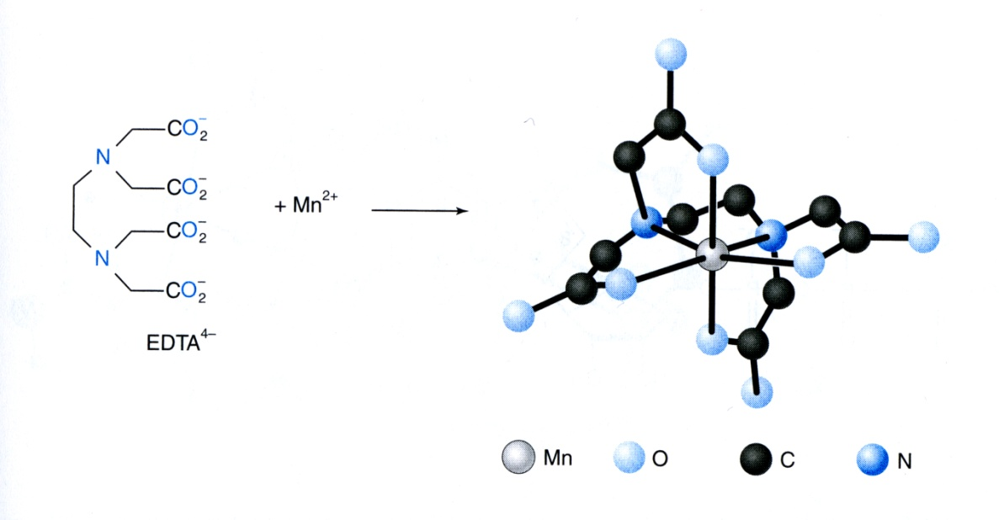 CO₂⁻
N
CO₂⁻
+ Mn²⁺
CO₂⁻
N
CO₂⁻
EDTA⁴⁻
Mn O C N